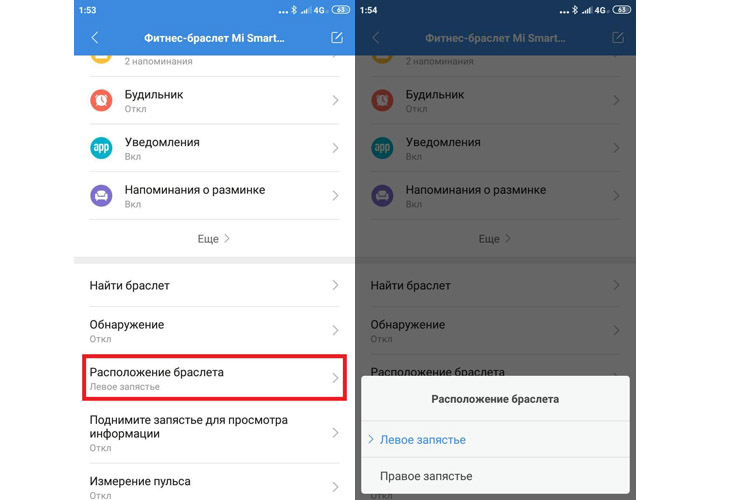 1:53
4G
63
Фитнес-браслет Mi Smart...
2 напоминания
Будильник
Откл
app
Уведомления
Вкл
Напоминания о разминке
Вкл
Еще
Найти браслет
Обнаружение
Откл
Расположение браслета
Левое запястье
Поднимите запястье для просмотра
информации
Откл
Измерение пульса
Откл
1:54
4G
63
Фитнес-браслет Mi Smart...
2 напоминания
Будильник
Откл
app
Уведомления
Вкл
Напоминания о разминке
Вкл
Еще
Найти браслет
Обнаружение
Откл
Расположение браслета
Расположение браслета
Левое запястье
Правое запястье